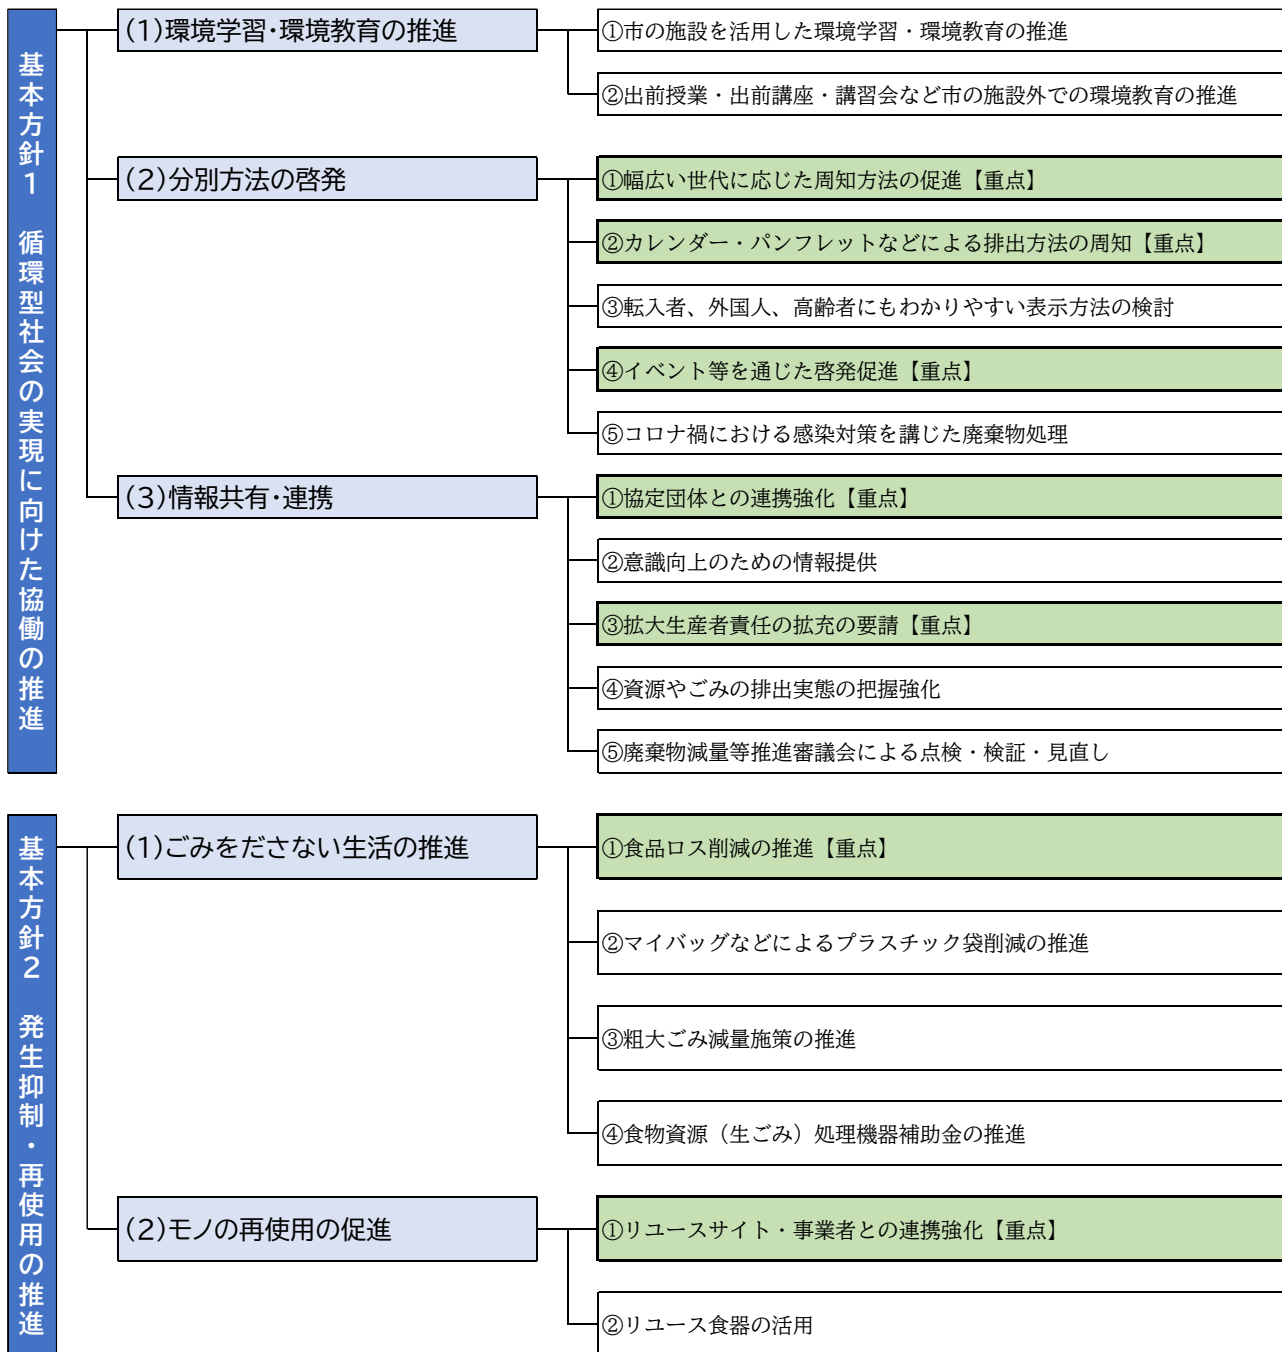 基本方針1　循環型社会の実現に向けた協働の推進
(1)環境学習・環境教育の推進
①市の施設を活用した環境学習・環境教育の推進
②出前授業・出前講座・講習会など市の施設外での環境教育の推進
(2)分別方法の啓発
①幅広い世代に応じた周知方法の促進【重点】
②カレンダー・パンフレットなどによる排出方法の周知【重点】
③転入者、外国人、高齢者にもわかりやすい表示方法の検討
④イベント等を通じた啓発促進【重点】
⑤コロナ禍における感染対策を講じた廃棄物処理
(3)情報共有・連携
①協定団体との連携強化【重点】
②意識向上のための情報提供
③拡大生産者責任の拡充の要請【重点】
④資源やごみの排出実態の把握強化
⑤廃棄物減量等推進審議会による点検・検証・見直し
基本方針2　発生抑制・再使用の推進
(1)ごみをださない生活の推進
①食品ロス削減の推進【重点】
②マイバッグなどによるプラスチック袋削減の推進
③粗大ごみ減量施策の推進
④食物資源（生ごみ）処理機器補助金の推進
(2)モノの再使用の促進
①リユースサイト・事業者との連携強化【重点】
②リユース食器の活用